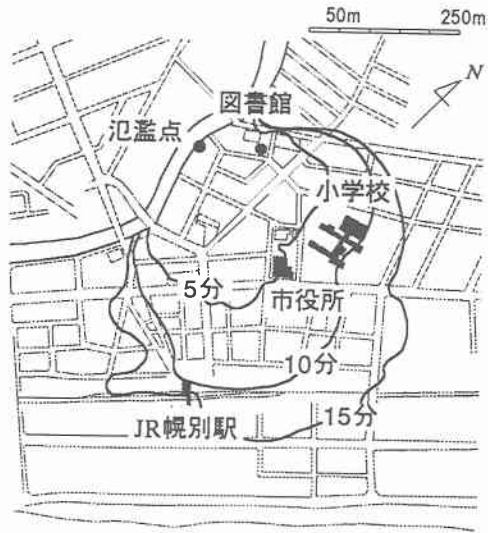 50m 250m
N
図書館
氾濫点
小学校
5分
市役所
10分
JR幌別駅
15分